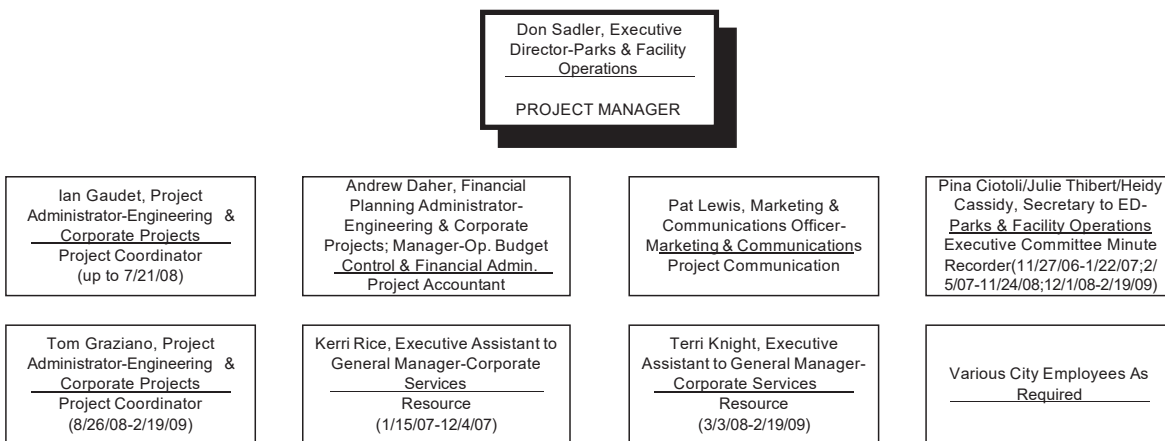 Don Sadler, Executive
Director-Parks & Facility
Operations
PROJECT MANAGER
Ian Gaudet, Project
Administrator-Engineering &
Corporate Projects
Project Coordinator
(up to 7/21/08)
Andrew Daher, Financial
Planning Administrator-
Engineering & Corporate
Projects; Manager-Op. Budget
Control & Financial Admin.
Project Accountant
Pat Lewis, Marketing &
Communications Officer-
Marketing & Communications
Project Communication
Pina Ciotoli/Julie Thibert/Heidy
Cassidy, Secretary to ED-
Parks & Facility Operations
Executive Committee Minute
Recorder(11/27/06-1/22/07;2/
5/07-11/24/08;12/1/08-2/19/09)
Tom Graziano, Project
Administrator-Engineering &
Corporate Projects
Project Coordinator
(8/26/08-2/19/09)
Kerri Rice, Executive Assistant to
General Manager-Corporate
Services
Resource
(1/15/07-12/4/07)
Terri Knight, Executive
Assistant to General Manager-
Corporate Services
Resource
(3/3/08-2/19/09)
Various City Employees As
Required